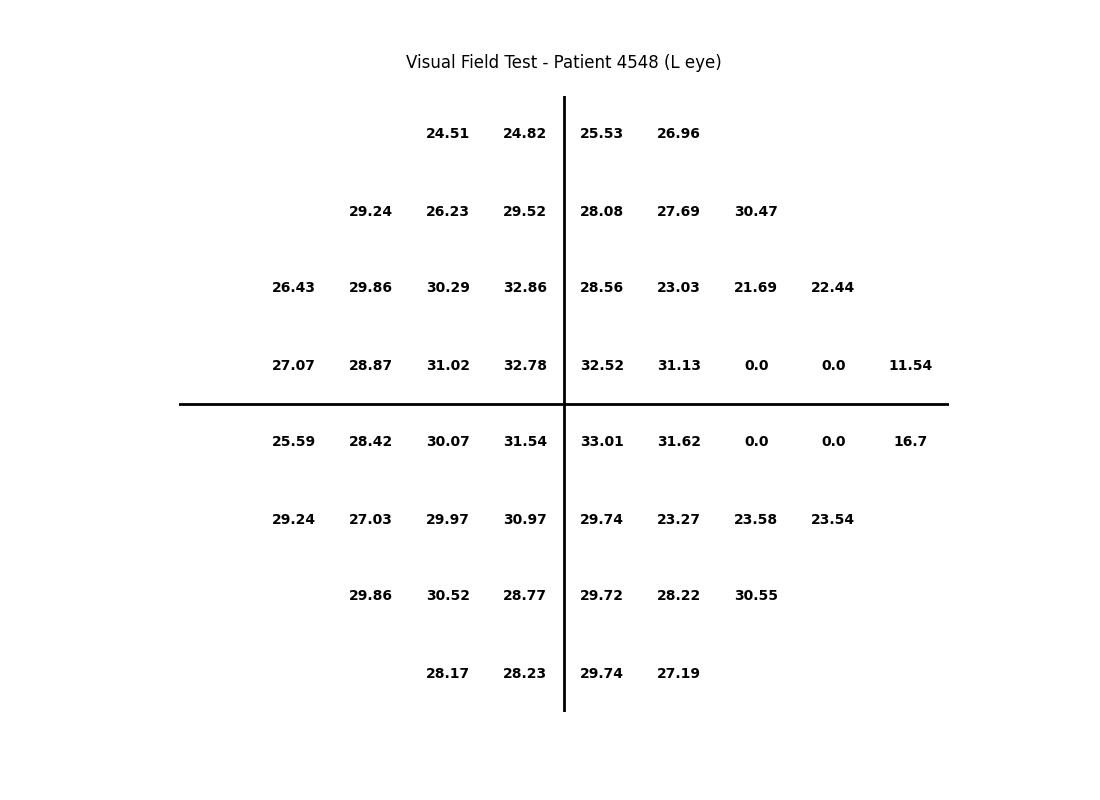 Visual Field Test - Patient 4548 (L eye)
24.51 24.82 25.53 26.96
29.24 26.23 29.52 28.08 27.69 30.47
26.43 29.86 30.29 32.86 28.56 23.03 21.69 22.44
27.07 28.87 31.02 32.78 32.52 31.13 0.0 0.0 11.54
25.59 28.42 30.07 31.54 33.01 31.62 0.0 0.0 16.7
29.24 27.03 29.97 30.97 29.74 23.27 23.58 23.54
29.86 30.52 28.77 29.72 28.22 30.55
28.17 28.23 29.74 27.19